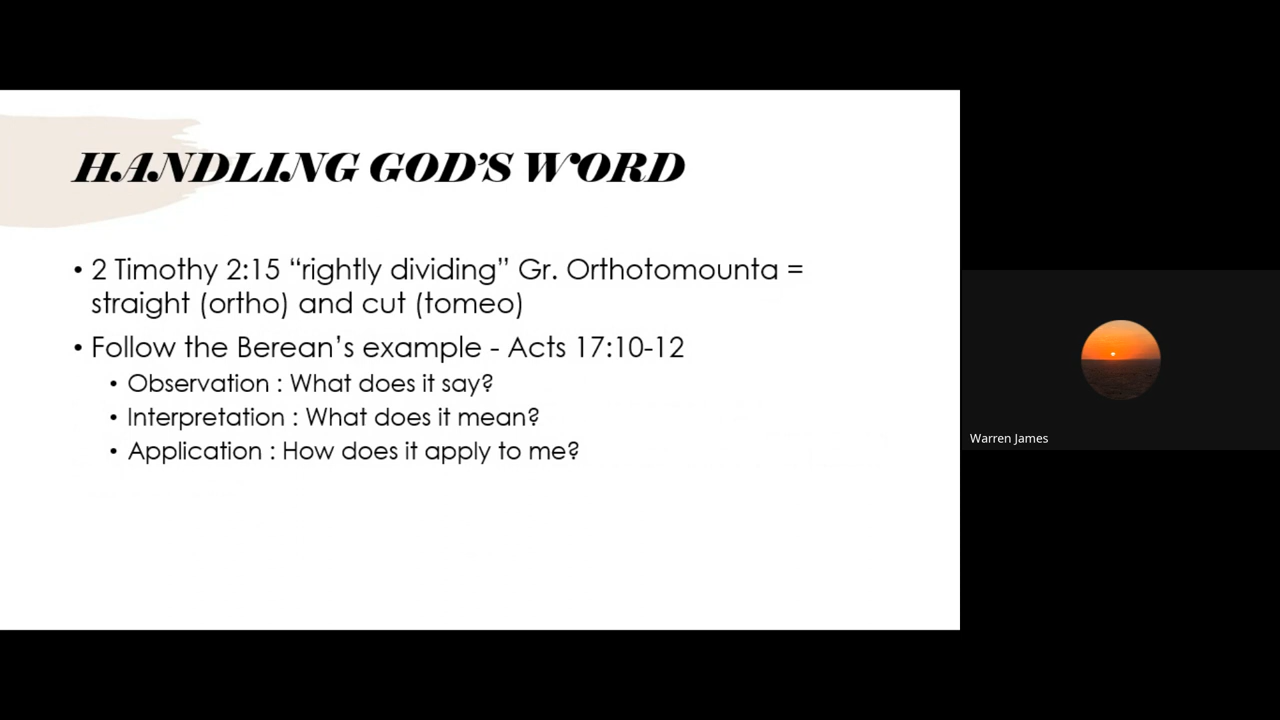 HANDLING GOD'S WORD
• 2 Timothy 2:15 “rightly dividing” Gr. Orthotomounta =
straight (ortho) and cut (tomeo)
• Follow the Berean’s example - Acts 17:10-12
• Observation : What does it say?
• Interpretation : What does it mean?
• Application : How does it apply to me?
Warren James